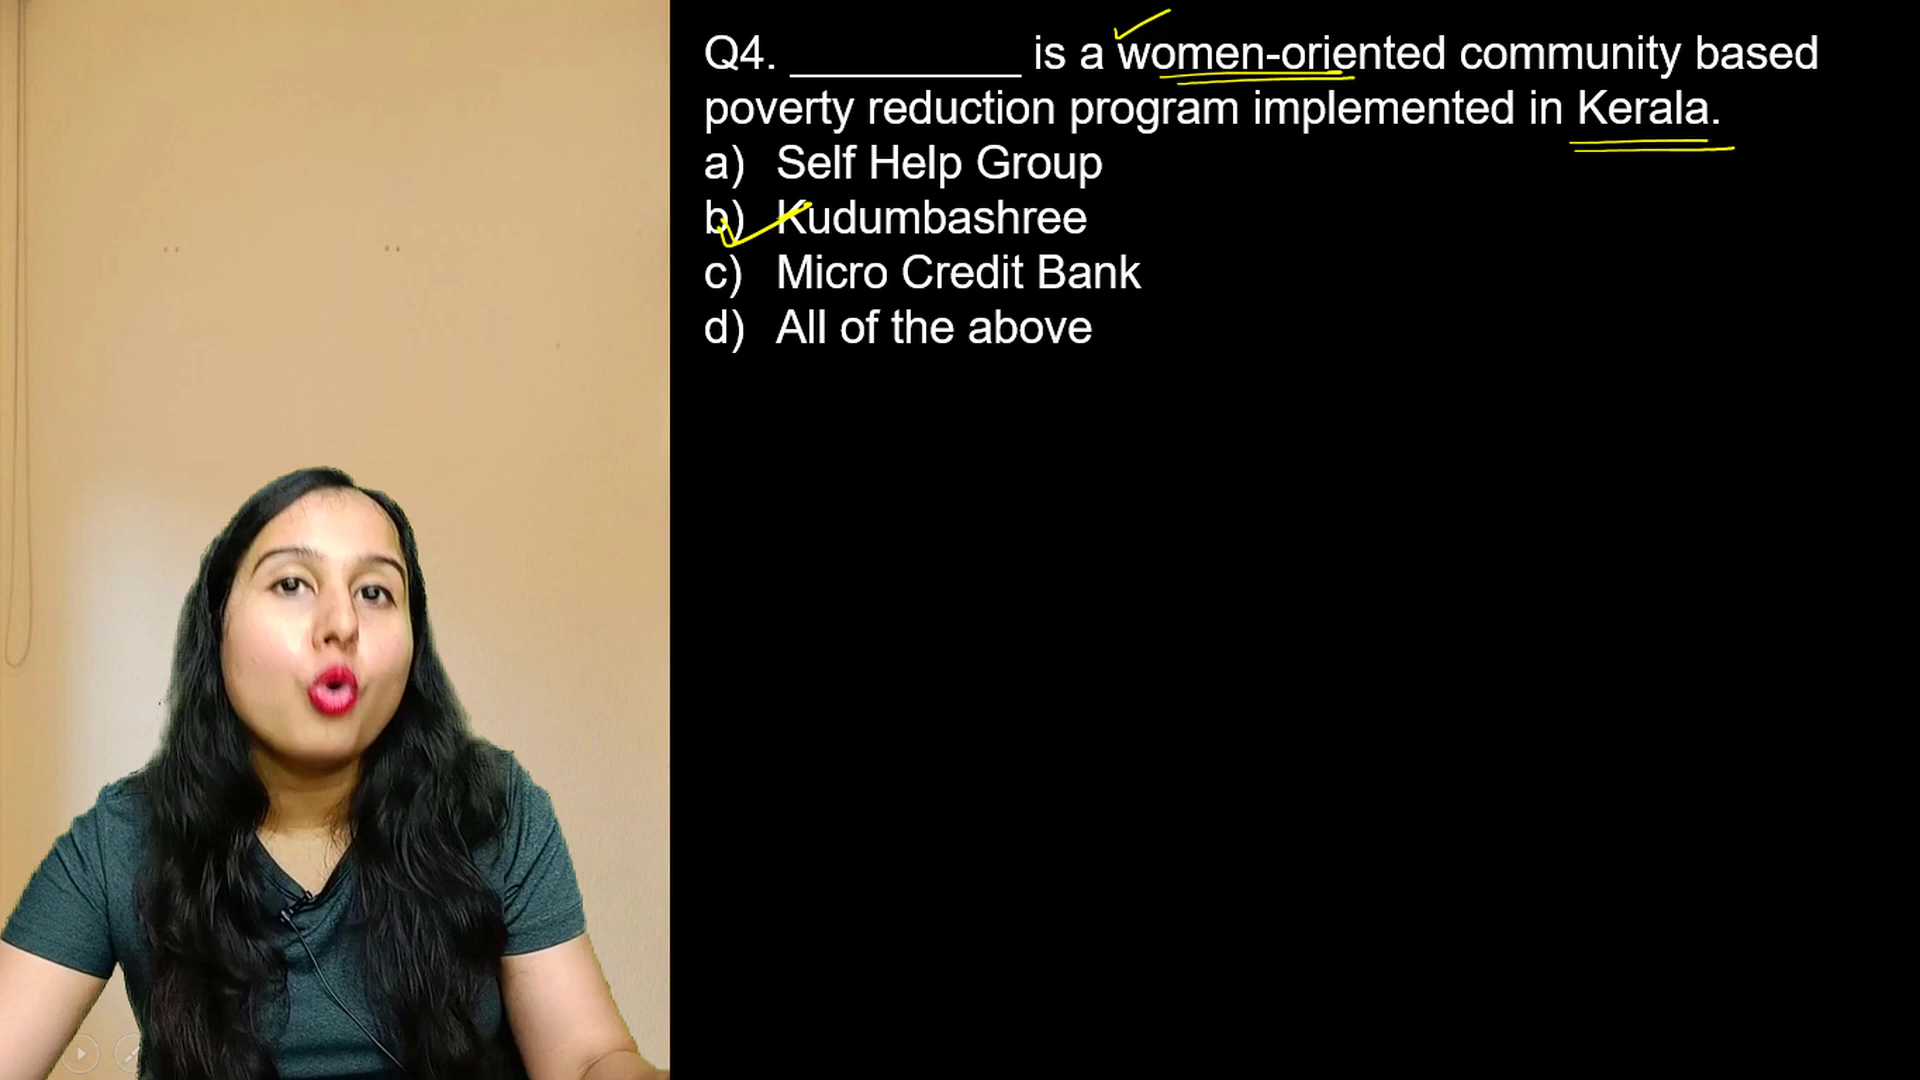 Q4. __________ is a women-oriented community based
poverty reduction program implemented in Kerala.
a) Self Help Group
b) Kudumbashree
c) Micro Credit Bank
d) All of the above